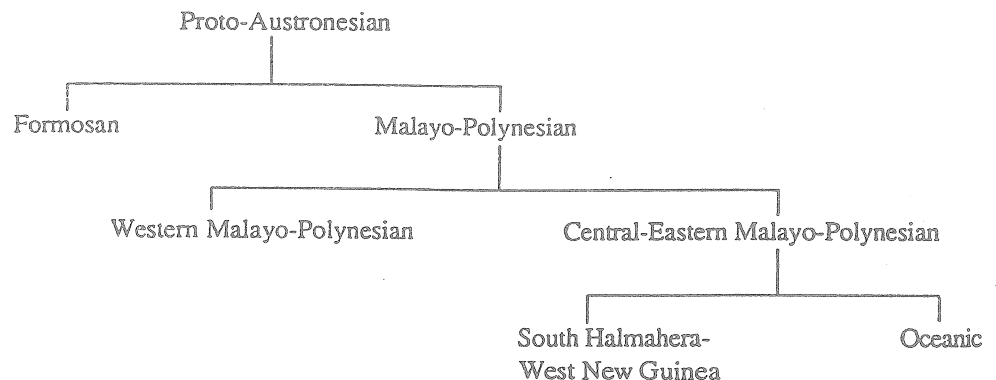 Proto-Austronesian
Formosan
Malayo-Polynesian
Western Malayo-Polynesian
Central-Eastern Malayo-Polynesian
South Halmahera-
West New Guinea
Oceanic